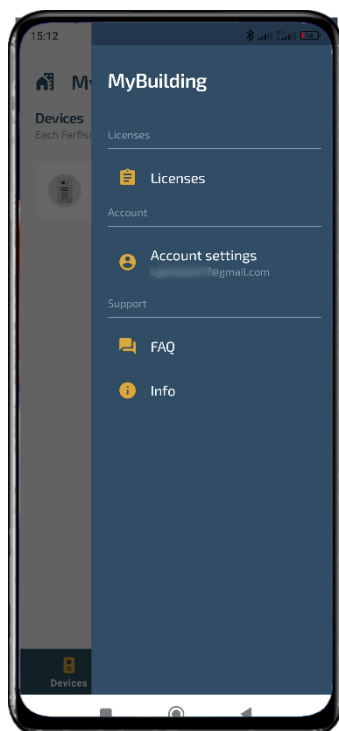 15:12
54
My
MyBuilding
Devices
Each Farfis
Licenses
Licenses
Account
Account settings
7@gmail.com
Support
FAQ
Info
Devices